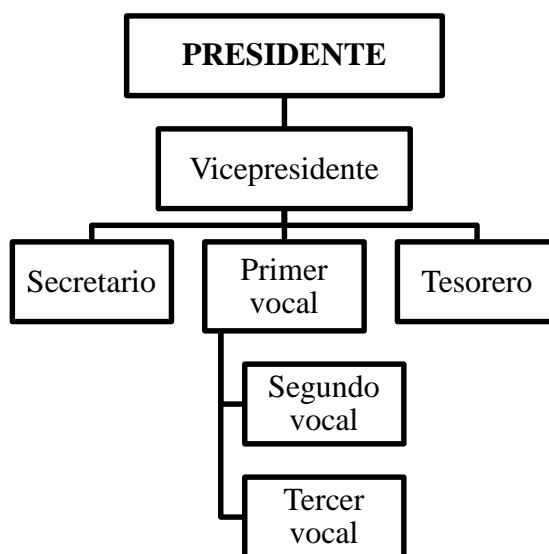 PRESIDENTE
Vicepresidente
Secretario
Primer
vocal
Tesorero
Segundo
vocal
Tercer
vocal